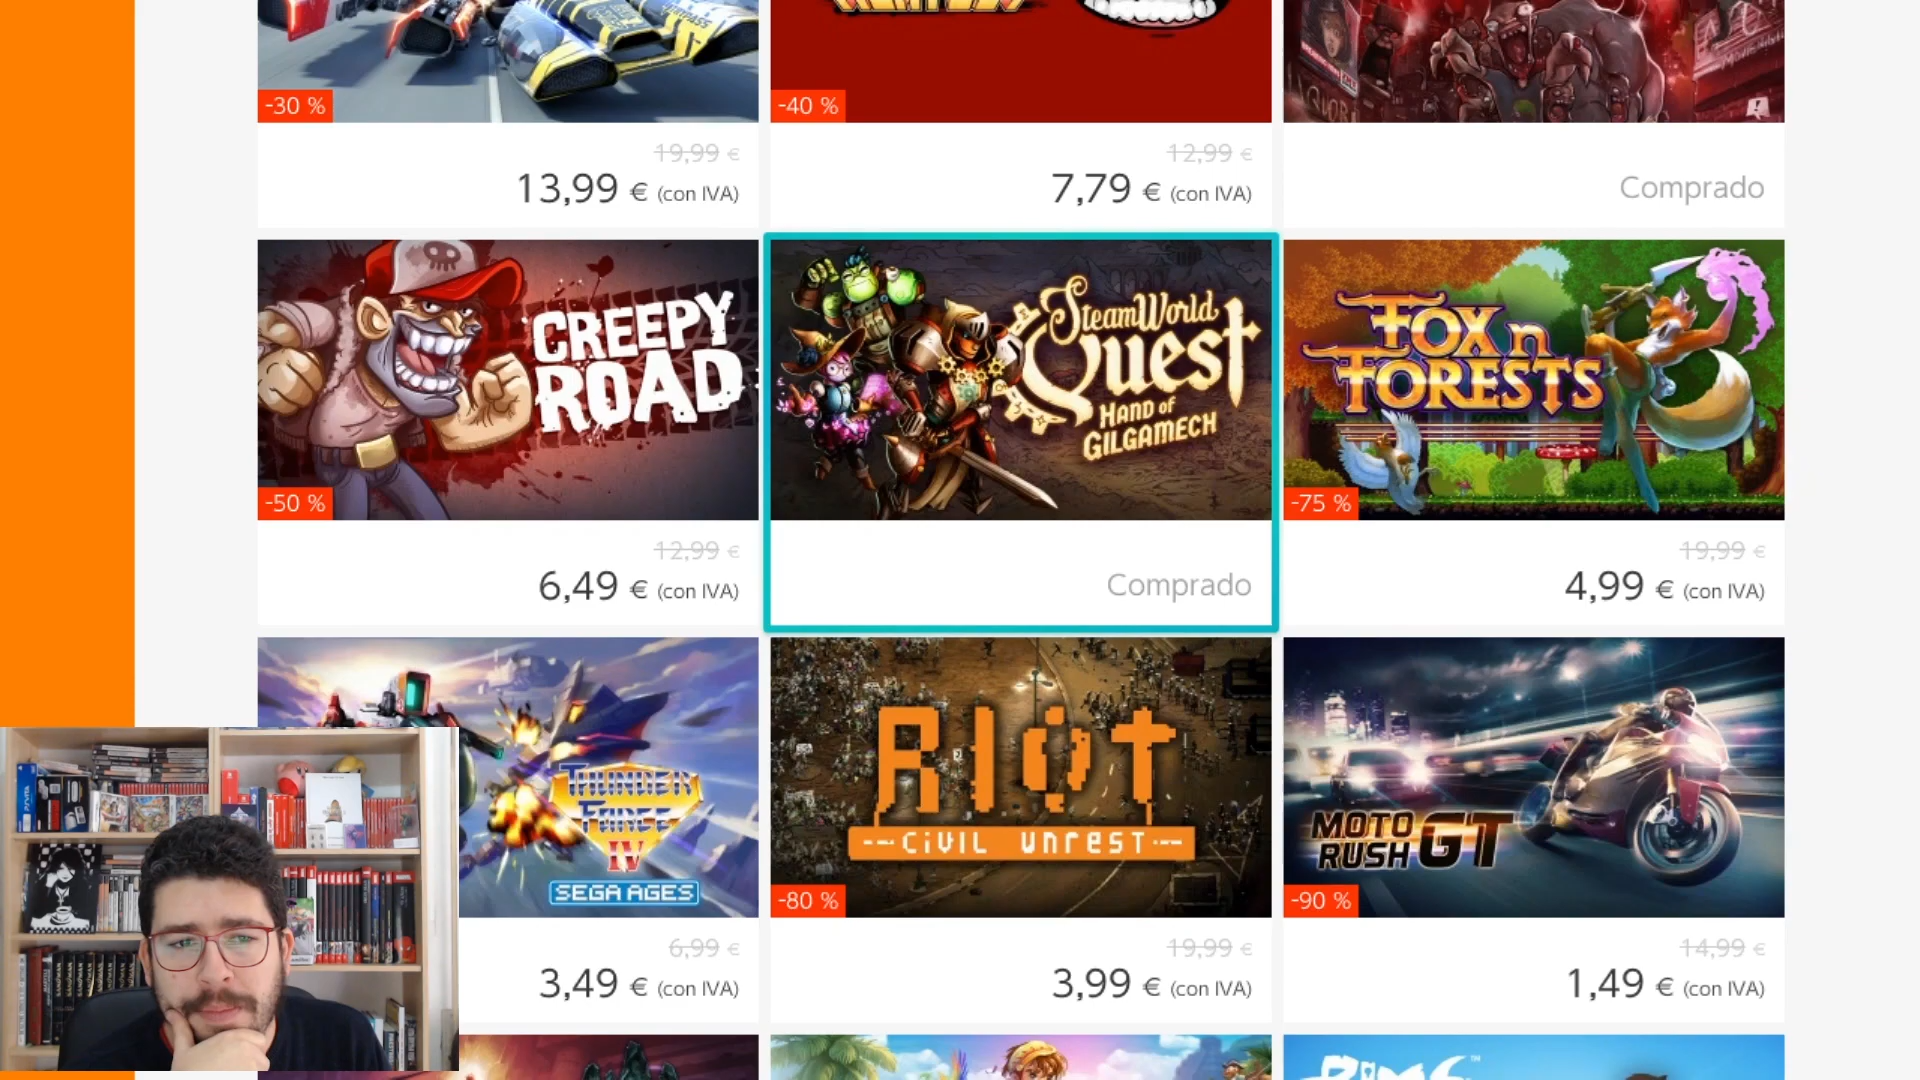 -30 %
-40 %
19,99 €
13,99 € (con IVA)
12,99 €
7,79 € (con IVA)
Comprado
CREEPY
ROAD
-50 %
SteamWorld
Quest
HAND of
GILGAMECH
FOX n
FORESTS
-75 %
12,99 €
6,49 € (con IVA)
Comprado
19,99 €
4,99 € (con IVA)
THUNDER
FORCE
IV
SEGA AGES
RIOT
CIVIL UNREST
-80 %
MOTO
RUSH GT
-90 %
6,99 €
3,49 € (con IVA)
19,99 €
3,99 € (con IVA)
14,99 €
1,49 € (con IVA)